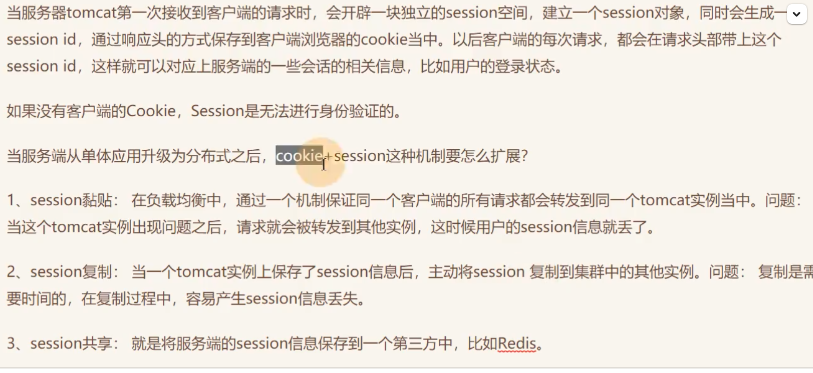 当服务器tomcat第一次接收到客户端的请求时，会开辟一块独立的session空间，建立一个session对象，同时会生成一
session id，通过响应头的方式保存到客户端浏览器的cookie当中。以后客户端的每次请求，都会在请求头部带上这个
session id，这样就可以对应上服务端的一些会话的相关信息，比如用户的登录状态。
如果没有客户端的Cookie，Session是无法进行身份验证的。
当服务端从单体应用升级为分布式之后，cookie+session这种机制要怎么扩展？
1、session黏贴： 在负载均衡中，通过一个机制保证同一个客户端的所有请求都会转发到同一个tomcat实例当中。问题：
当这个tomcat实例出现问题之后，请求就会被转发到其他实例，这时候用户的session信息就丢了。
2、session复制： 当一个tomcat实例上保存了session信息后，主动将session 复制到集群中的其他实例。问题： 复制是需
要时间的，在复制过程中，容易产生session信息丢失。
3、session共享： 就是将服务端的session信息保存到一个第三方中，比如Redis。